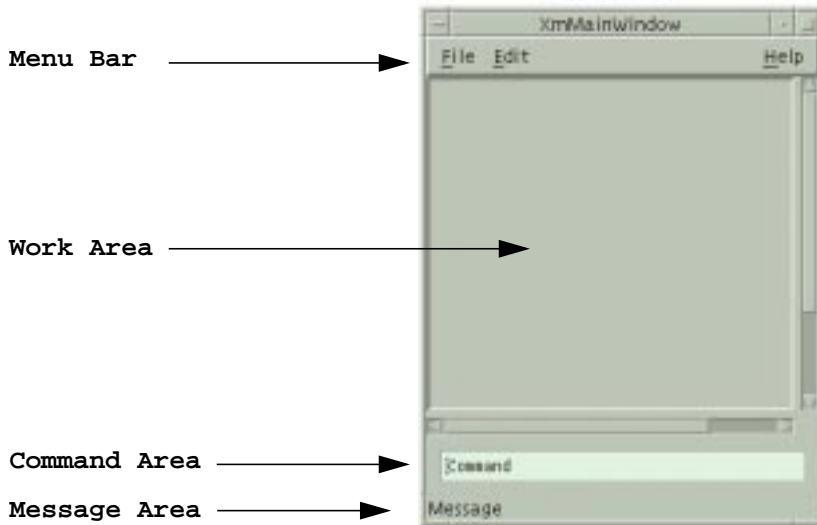 XmMainWindow
Menu Bar
File Edit Help
Work Area
Command Area
Command
Message Area
Message